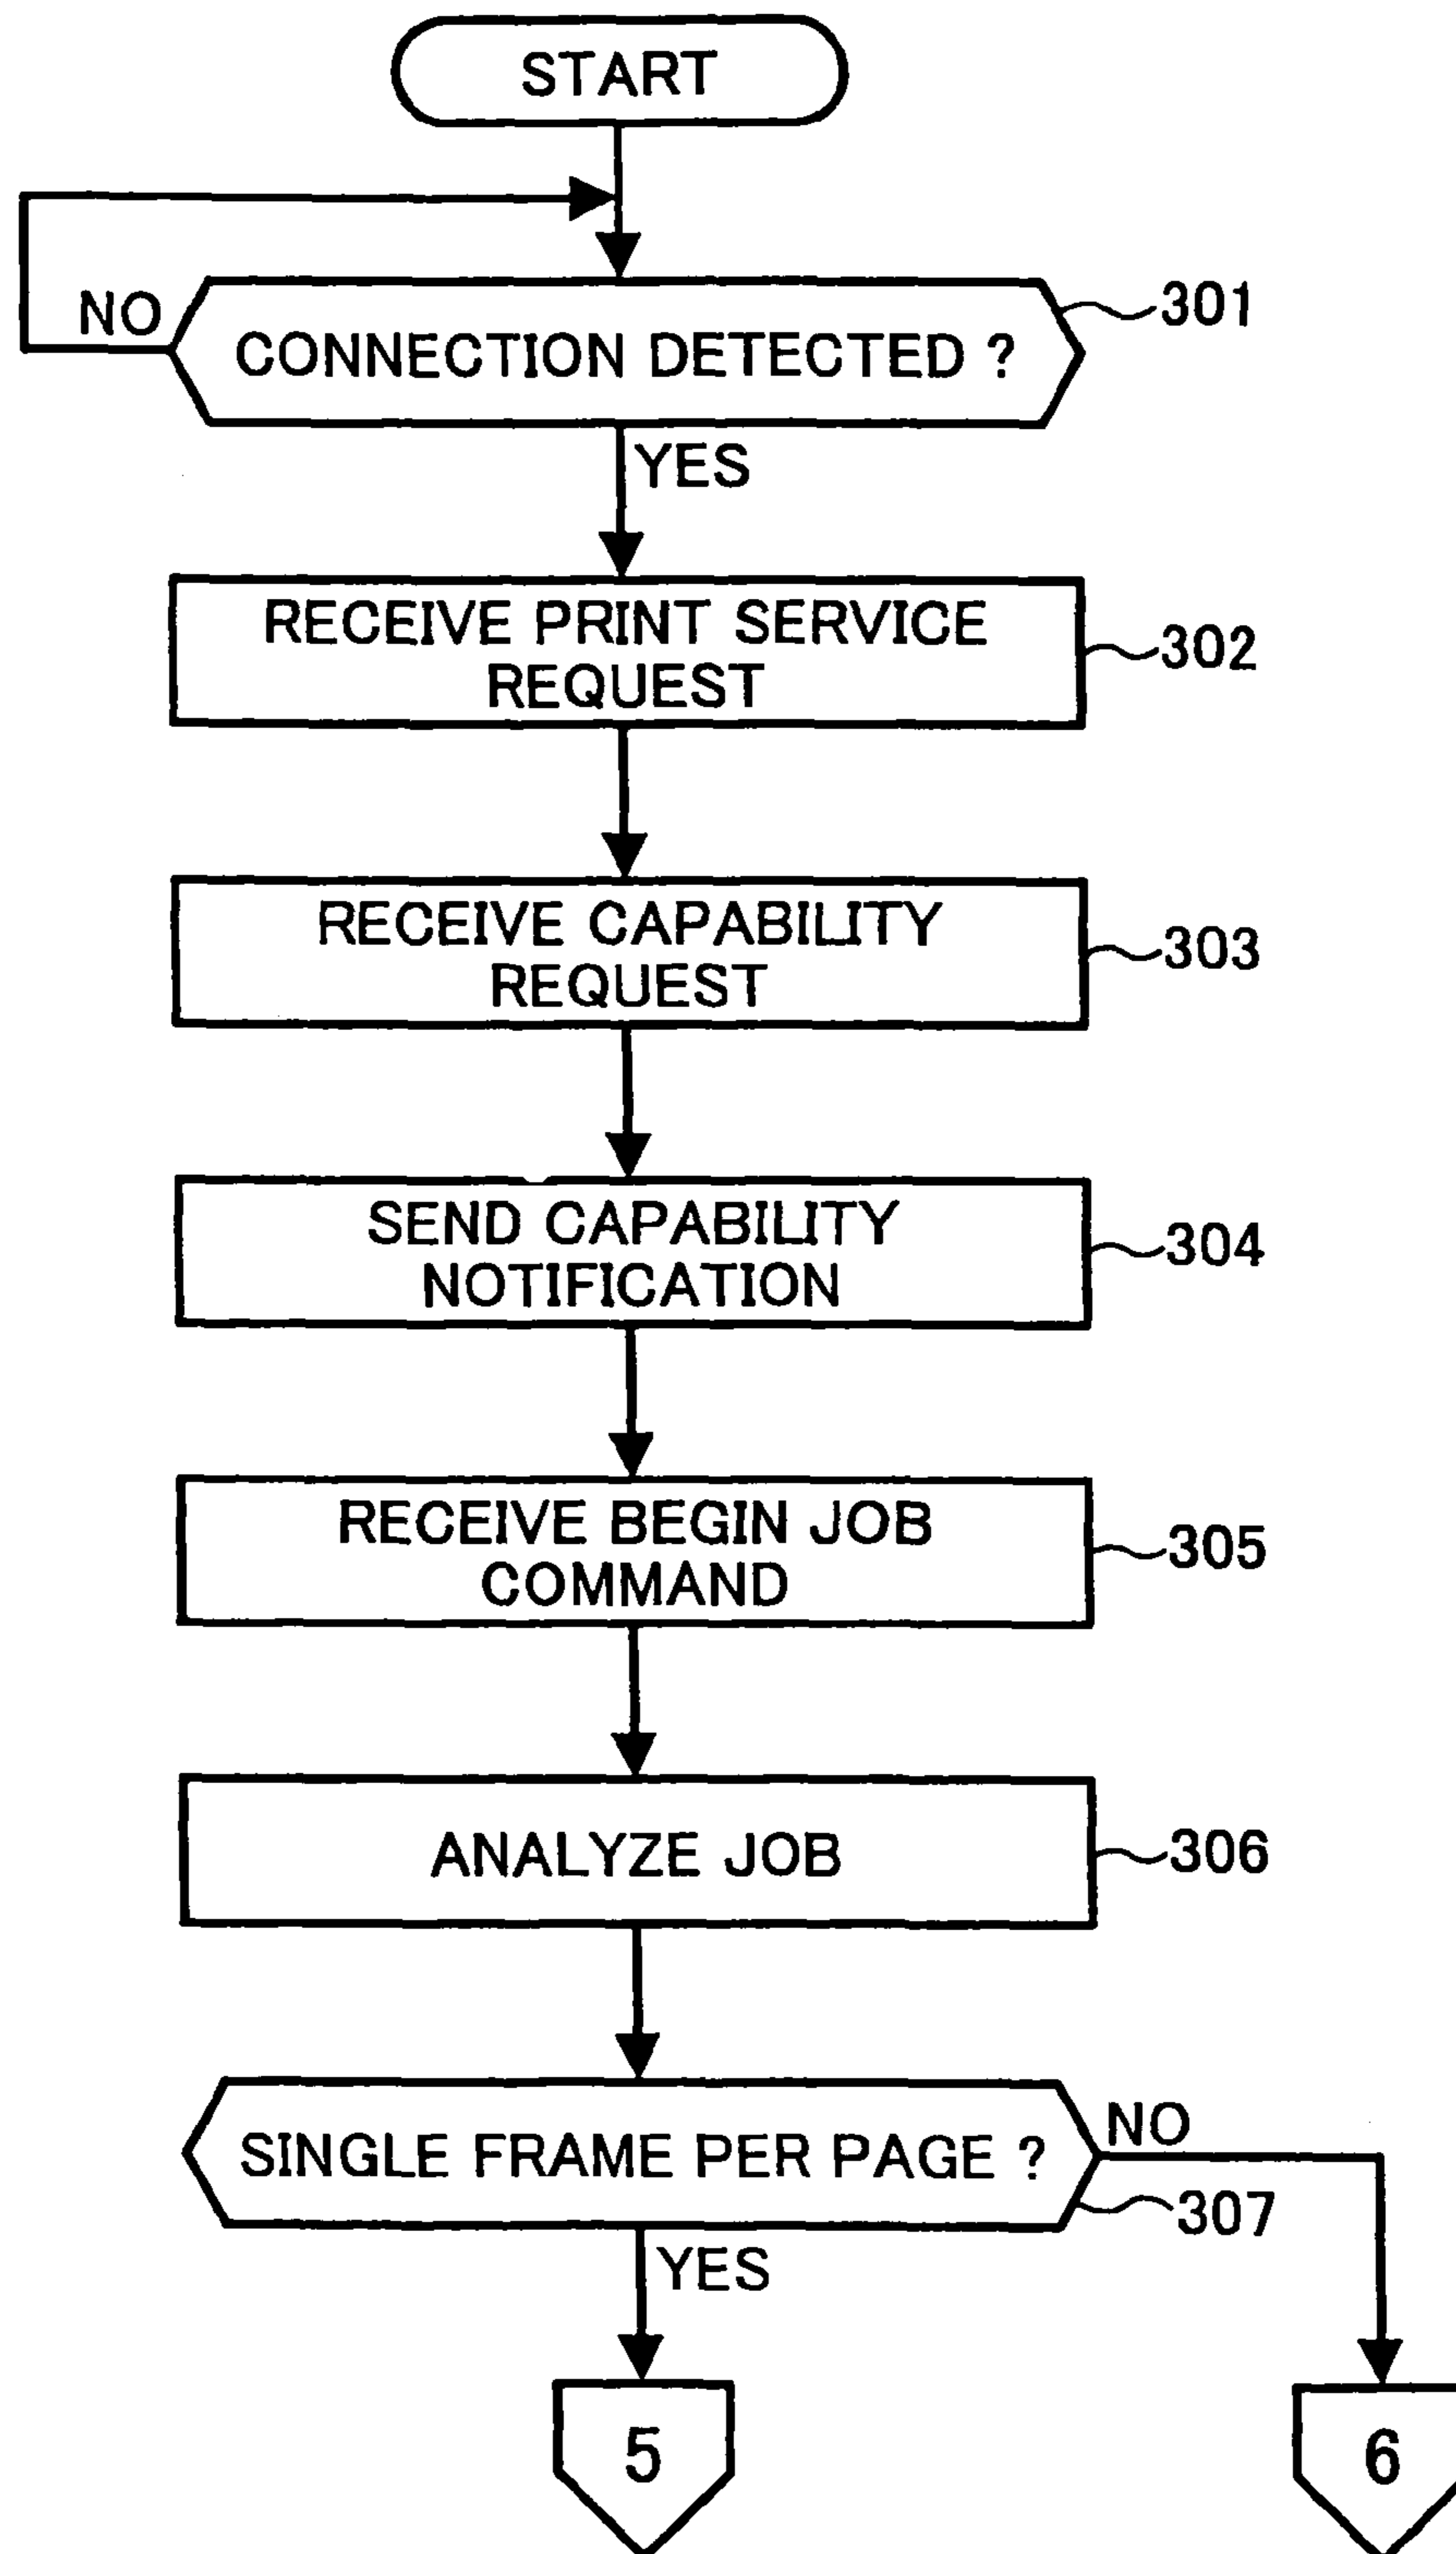 START
NO
CONNECTION DETECTED ?
301
YES
RECEIVE PRINT SERVICE
REQUEST
302
RECEIVE CAPABILITY
REQUEST
303
SEND CAPABILITY
NOTIFICATION
304
RECEIVE BEGIN JOB
COMMAND
305
ANALYZE JOB
306
SINGLE FRAME PER PAGE ?
NO
307
YES
5
6